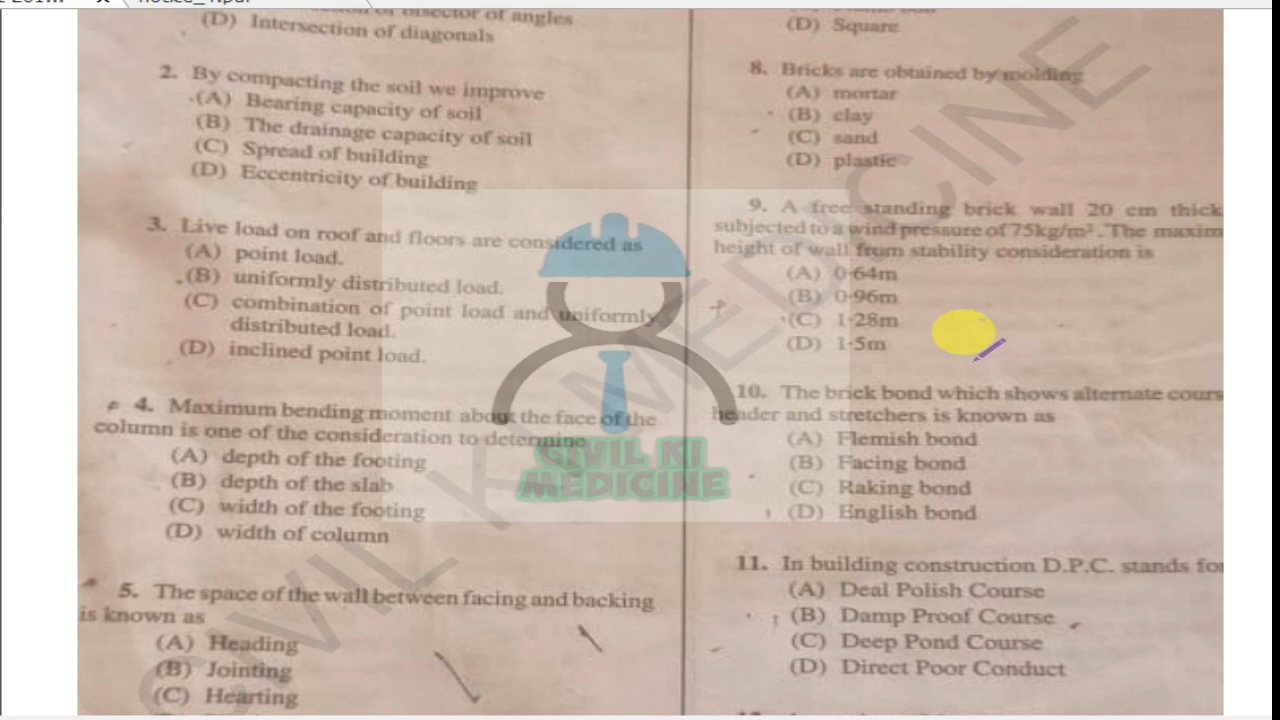 notice_
of bisector of angles
(D) Intersection of diagonals
2. By compacting the soil we improve
(A) Bearing capacity of soil
(B) The drainage capacity of soil
(C) Spread of building
(D) Eccentricity of building
3. Live load on roof and floors are considered as
(A) point load.
(B) uniformly distributed load.
(C) combination of point load and uniformly
distributed load.
(D) inclined point load.
4. Maximum bending moment about the face of the
column is one of the consideration to determine
(A) depth of the footing
(B) depth of the slab
(C) width of the footing
(D) width of column
5. The space of the wall between facing and backing
is known as
(A) Heading
(B) Jointing
(C) Hearting
(D) Square
8. Bricks are obtained by molding
(A) mortar
(B) clay
(C) sand
(D) plastic
9. A free standing brick wall 20 cm thick
subjected to a wind pressure of 75kg/m². The maxim
height of wall from stability consideration is
(A) 0·64m
(B) 0·96m
(C) 1·28m
(D) 1·5m
10. The brick bond which shows alternate cours
header and stretchers is known as
(A) Flemish bond
(B) Facing bond
(C) Raking bond
(D) English bond
11. In building construction D.P.C. stands for
(A) Deal Polish Course
(B) Damp Proof Course
(C) Deep Pond Course
(D) Direct Poor Conduct
CIVIL KI
MEDICINE
CIVIL KI MEDICINE